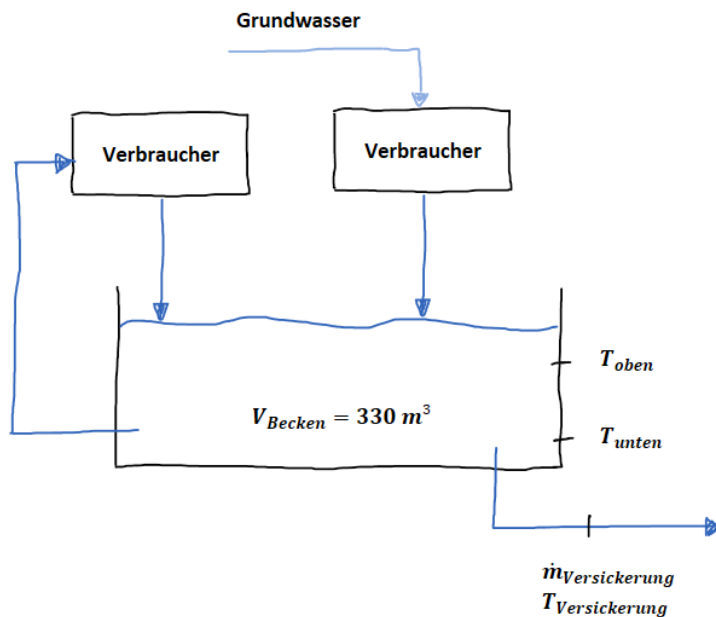 Grundwasser
Verbraucher
Verbraucher
T_oben
V_Becken = 330 m³
T_unten
ṁ_Versickerung
T_Versickerung